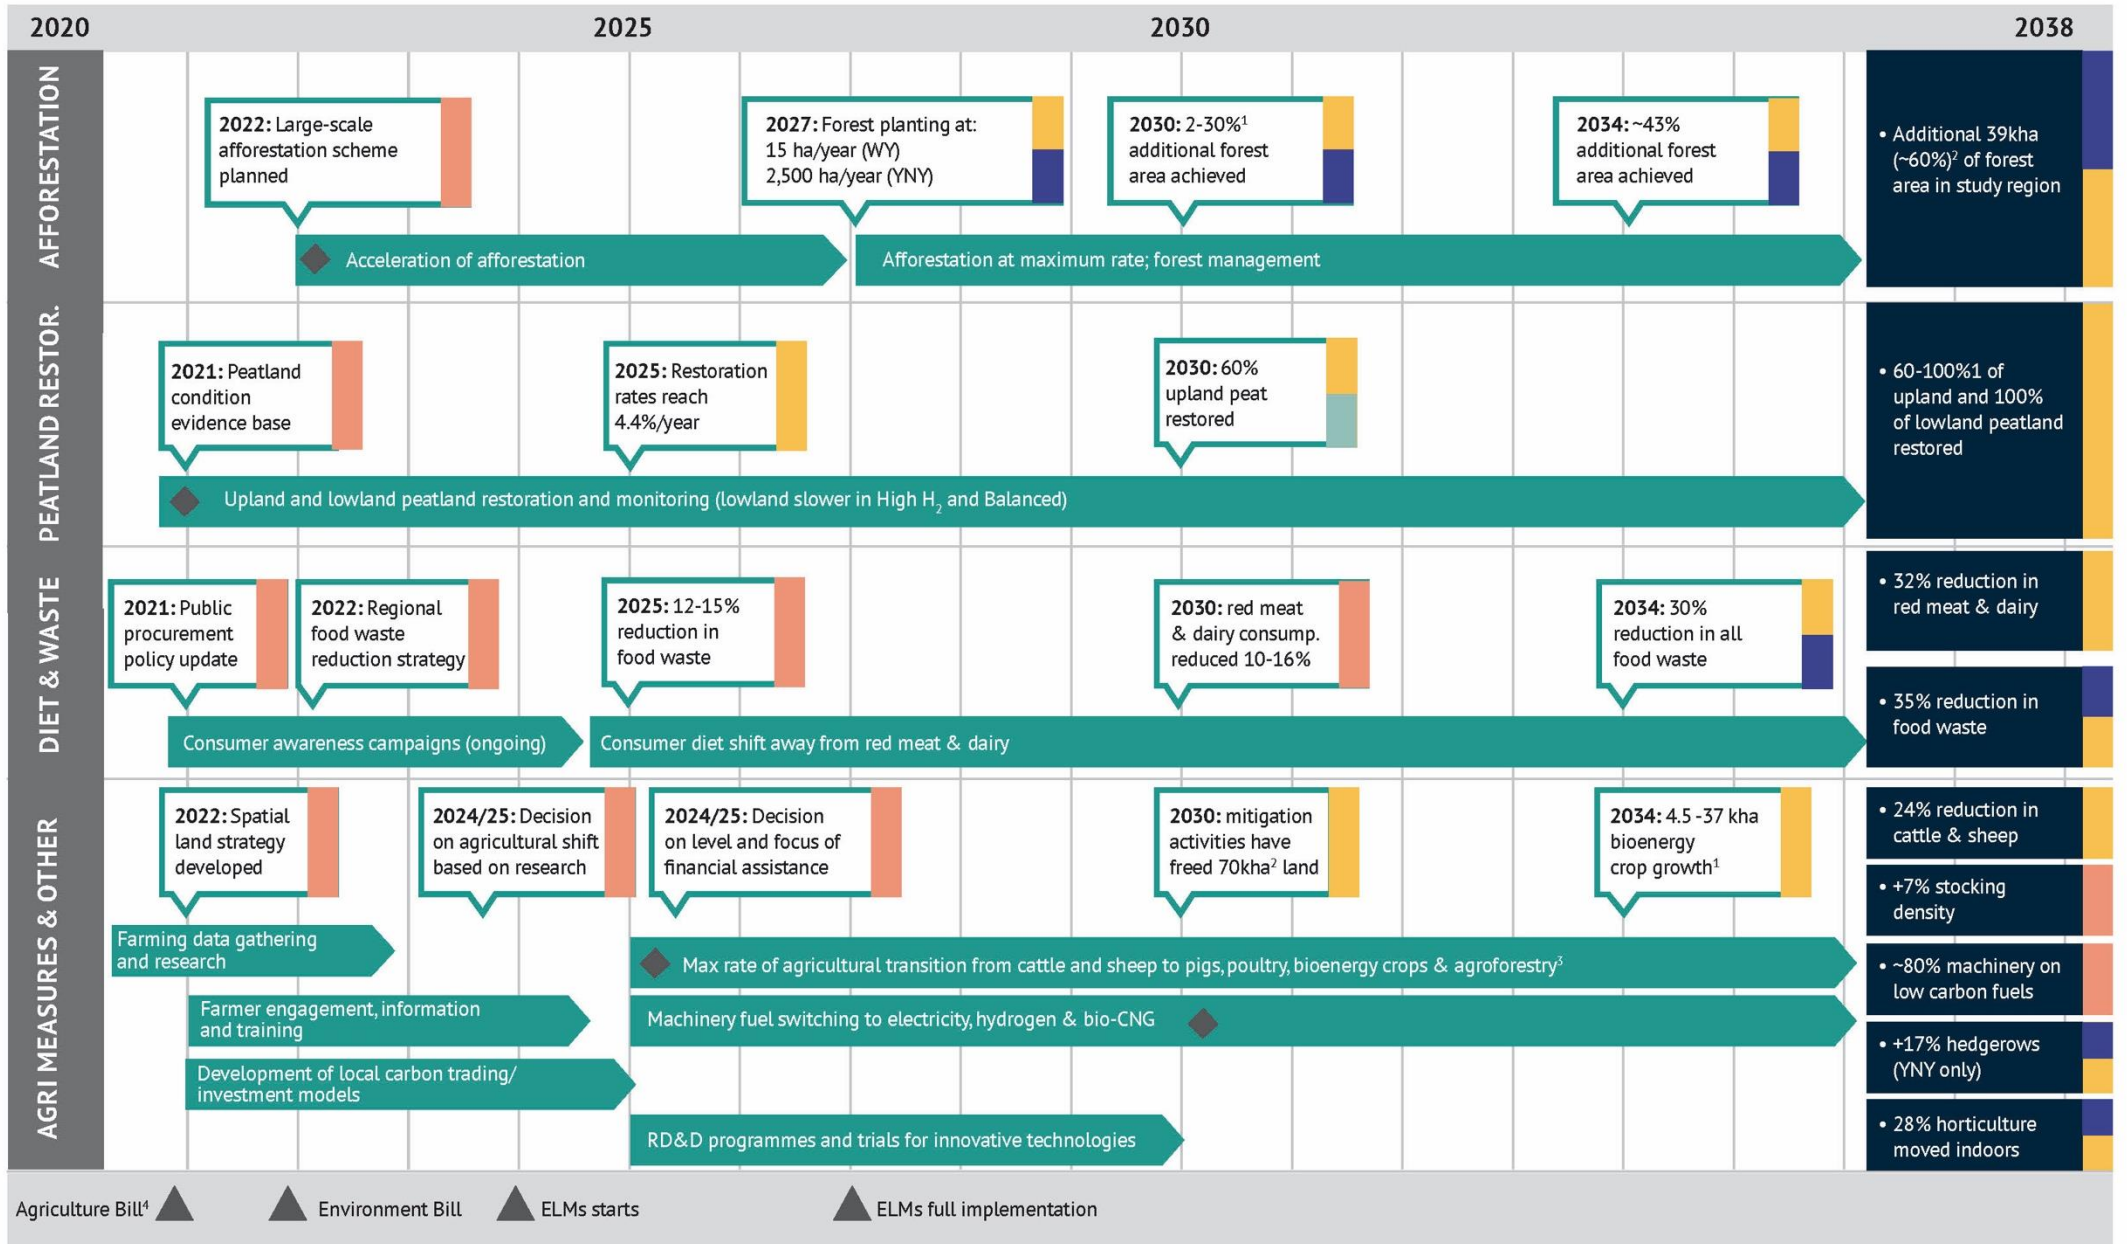 2020 2025 2030 2038
AFFORESTATION
2022: Large-scale
afforestation scheme
planned
2027: Forest planting at:
15 ha/year (WY)
2,500 ha/year (YNY)
2030: 2-30%¹
additional forest
area achieved
2034: ~43%
additional forest
area achieved
Acceleration of afforestation
Afforestation at maximum rate; forest management
• Additional 39kha
(~60%)² of forest
area in study region
PEATLAND RESTOR.
2021: Peatland
condition
evidence base
2025: Restoration
rates reach
4.4%/year
2030: 60%
upland peat
restored
Upland and lowland peatland restoration and monitoring (lowland slower in High H₂ and Balanced)
• 60-100%1 of
upland and 100%
of lowland peatland
restored
DIET & WASTE
2021: Public
procurement
policy update
2022: Regional
food waste
reduction strategy
2025: 12-15%
reduction in
food waste
2030: red meat
& dairy consump.
reduced 10-16%
2034: 30%
reduction in all
food waste
Consumer awareness campaigns (ongoing)
Consumer diet shift away from red meat & dairy
• 32% reduction in
red meat & dairy
• 35% reduction in
food waste
AGRI MEASURES & OTHER
2022: Spatial
land strategy
developed
2024/25: Decision
on agricultural shift
based on research
2024/25: Decision
on level and focus of
financial assistance
2030: mitigation
activities have
freed 70kha² land
2034: 4.5 -37 kha
bioenergy
crop growth¹
Farming data gathering
and research
Max rate of agricultural transition from cattle and sheep to pigs, poultry, bioenergy crops & agroforestry³
Farmer engagement, information
and training
Machinery fuel switching to electricity, hydrogen & bio-CNG
Development of local carbon trading/
investment models
RD&D programmes and trials for innovative technologies
• 24% reduction in
cattle & sheep
• +7% stocking
density
• ~80% machinery on
low carbon fuels
• +17% hedgerows
(YNY only)
• 28% horticulture
moved indoors
Agriculture Bill⁴
Environment Bill
ELMs starts
ELMs full implementation